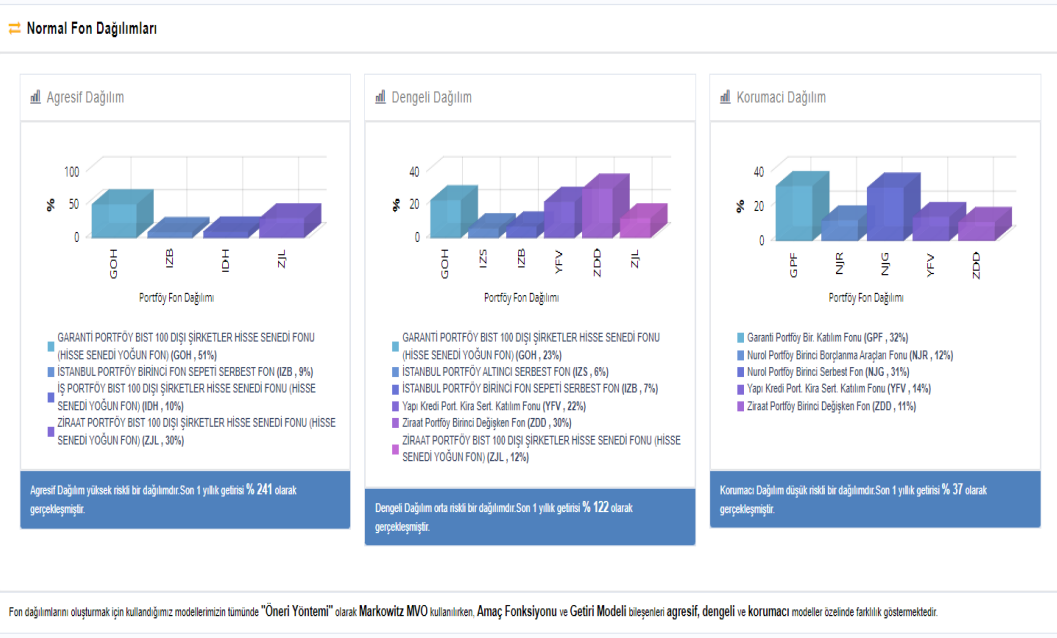 Normal Fon Dağılımları
Agresif Dağılım
100
50
0
%
GOH
IZB
IDH
ZJL
Portföy Fon Dağılımı
GARANTİ PORTFÖY BIST 100 DIŞI ŞİRKETLER HİSSE SENEDİ FONU
(HİSSE SENEDİ YOĞUN FON) (GOH , 51%)
İSTANBUL PORTFÖY BİRİNCİ FON SEPETİ SERBEST FON (IZB , 9%)
İŞ PORTFÖY BIST 100 DIŞI ŞİRKETLER HİSSE SENEDİ FONU (HİSSE
SENEDİ YOĞUN FON) (IDH , 10%)
ZİRAAT PORTFÖY BIST 100 DIŞI ŞİRKETLER HİSSE SENEDİ FONU (HİSSE
SENEDİ YOĞUN FON) (ZJL , 30%)
Agresif Dağılım yüksek riskli bir dağılımdır.Son 1 yıllık getirisi % 241 olarak
gerçekleşmiştir.
Dengeli Dağılım
40
20
0
%
GOH
IZS
IZB
YFV
ZDD
ZJL
Portföy Fon Dağılımı
GARANTİ PORTFÖY BIST 100 DIŞI ŞİRKETLER HİSSE SENEDİ FONU
(HİSSE SENEDİ YOĞUN FON) (GOH , 23%)
İSTANBUL PORTFÖY ALTINCI SERBEST FON (IZS , 6%)
İSTANBUL PORTFÖY BİRİNCİ FON SEPETİ SERBEST FON (IZB , 7%)
Yapı Kredi Port. Kira Sert. Katılım Fonu (YFV , 22%)
Ziraat Portföy Birinci Değişken Fon (ZDD , 30%)
ZİRAAT PORTFÖY BIST 100 DIŞI ŞİRKETLER HİSSE SENEDİ FONU (HİSSE
SENEDİ YOĞUN FON) (ZJL , 12%)
Dengeli Dağılım orta riskli bir dağılımdır.Son 1 yıllık getirisi % 122 olarak
gerçekleşmiştir.
Korumaci Dağılım
40
20
0
%
GPF
NJR
NJG
YFV
ZDD
Portföy Fon Dağılımı
Garanti Portföy Bir. Katılım Fonu (GPF , 32%)
Nurol Portföy Birinci Borçlanma Araçları Fonu (NJR , 12%)
Nurol Portföy Birinci Serbest Fon (NJG , 31%)
Yapı Kredi Port. Kira Sert. Katılım Fonu (YFV , 14%)
Ziraat Portföy Birinci Değişken Fon (ZDD , 11%)
Korumacı Dağılım düşük riskli bir dağılımdır.Son 1 yıllık getirisi % 37 olarak
gerçekleşmiştir.
Fon dağılımlarını oluşturmak için kullandığımız modellerimizin tümünde "Öneri Yöntemi" olarak Markowitz MVO kullanılırken, Amaç Fonksiyonu ve Getiri Modeli bileşenleri agresif, dengeli ve korumacı modeller özelinde farklılık göstermektedir.